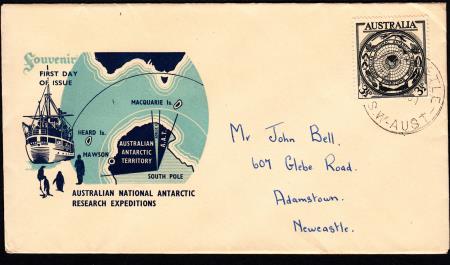 Souvenir
FIRST DAY
OF ISSUE
MACQUARIE Is.
HEARD Is.
MAWSON
AUSTRALIAN
ANTARCTIC
TERRITORY
A.A.T.
SOUTH POLE
AUSTRALIAN NATIONAL ANTARCTIC
RESEARCH EXPEDITIONS
AUSTRALIA
Mr John Bell.
607 Glebe Road.
Adamstown.
Newcastle.